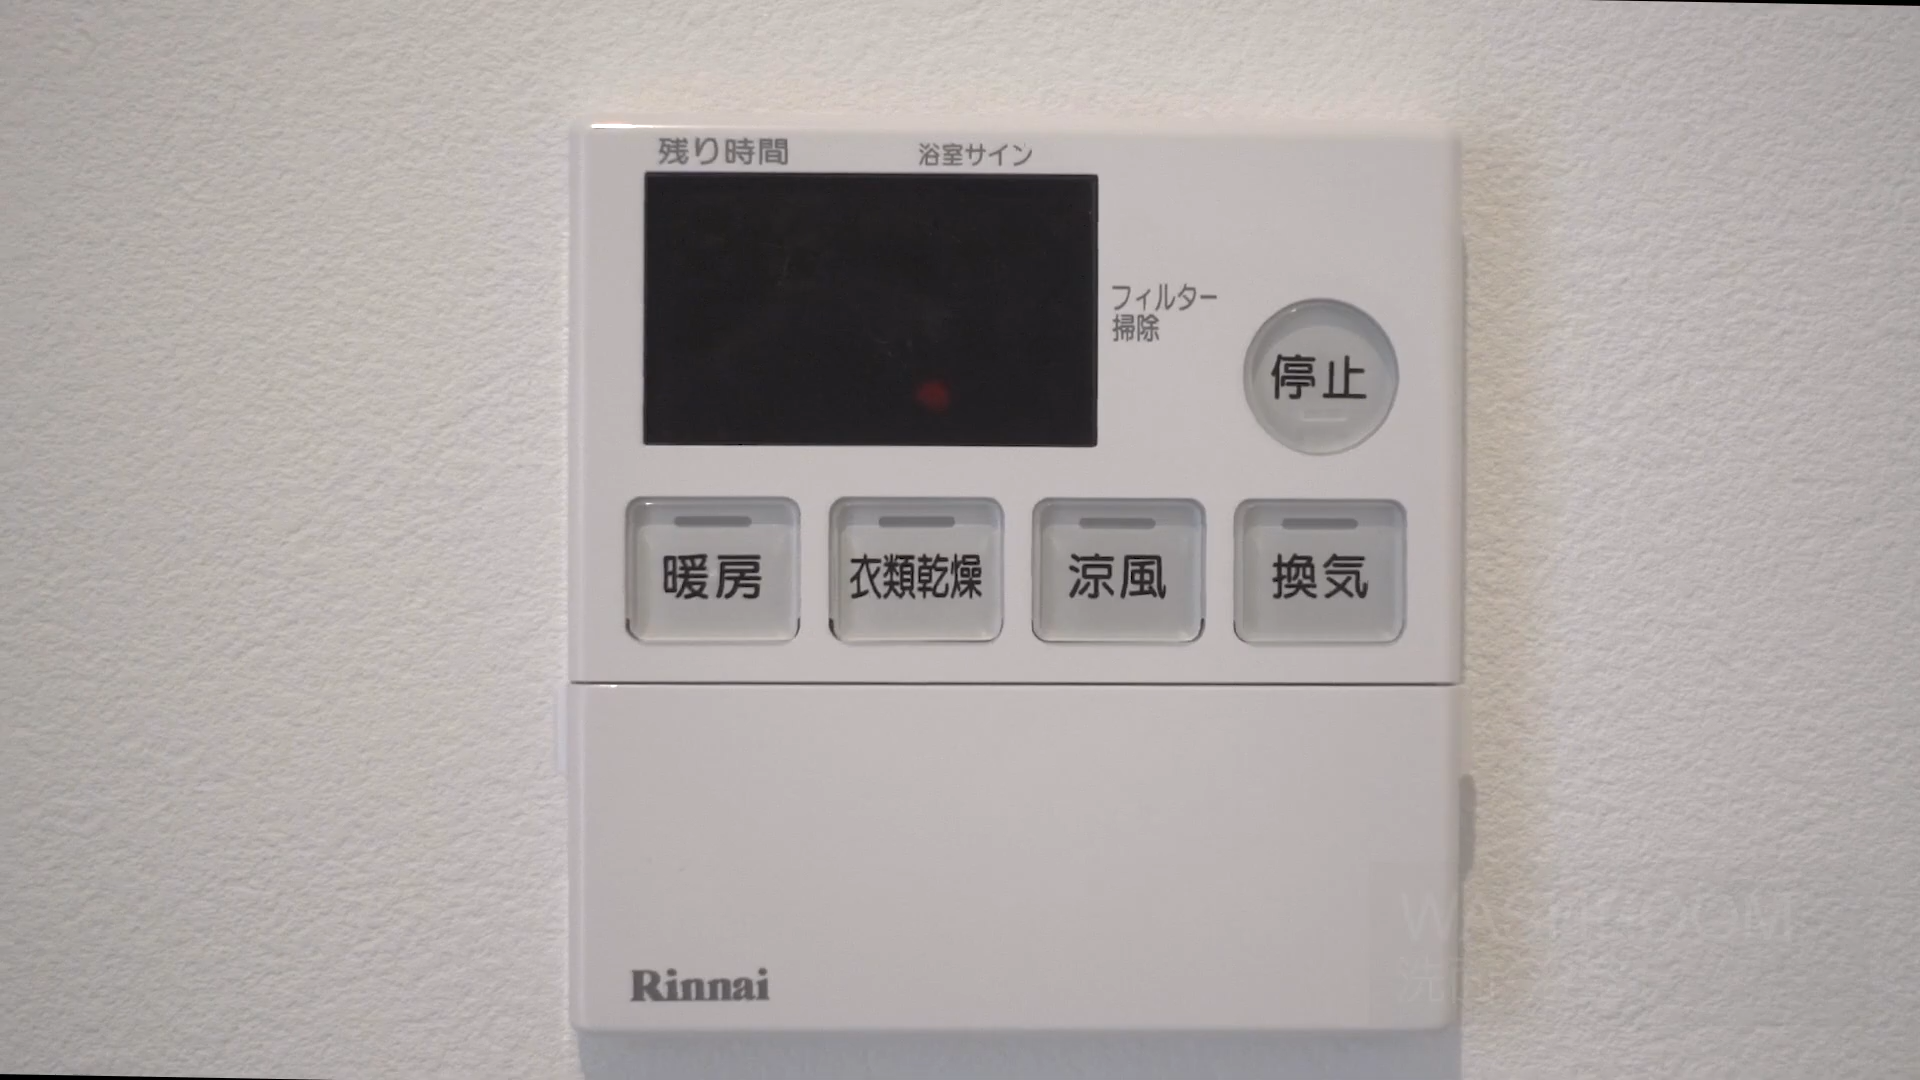 残り時間
浴室サイン
フィルター
掃除
停止
暖房
衣類乾燥
涼風
換気
Rinnai